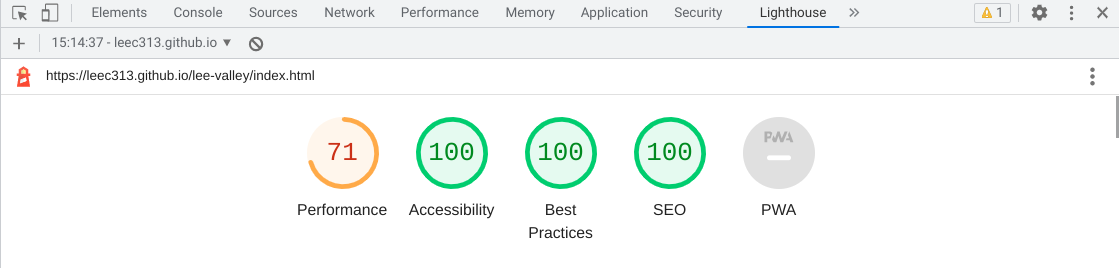 Elements Console Sources Network Performance Memory Application Security Lighthouse » 1
15:14:37 - leec313.github.io ▼
https://leec313.github.io/lee-valley/index.html
71 100 100 100 PWA
Performance Accessibility Best Practices SEO PWA